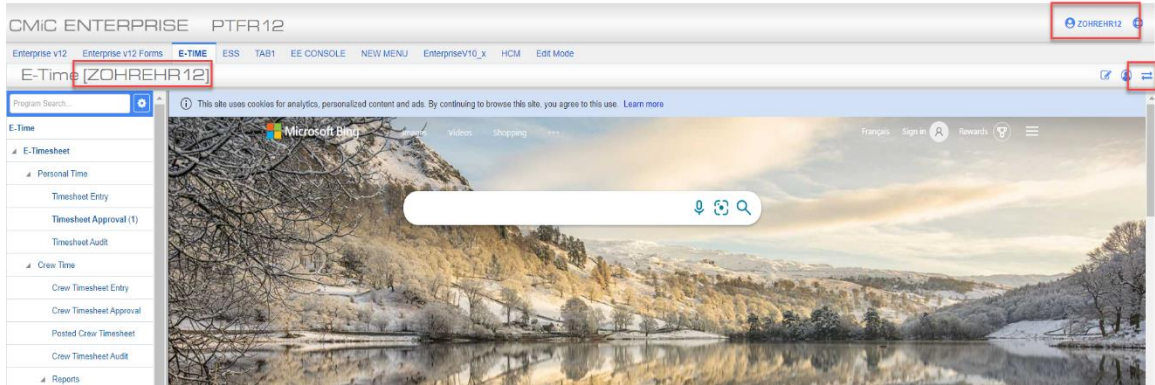 CMiC ENTERPRISE PTFR12
ZOHREHR12
Enterprise v12 Enterprise v12 Forms E-TIME ESS TAB1 EE CONSOLE NEW MENU EnterpriseV10_x HCM Edit Mode
E-Time [ZOHREHR12]
Program Search...
This site uses cookies for analytics, personalized content and ads. By continuing to browse this site, you agree to this use. Learn more
E-Time
Microsoft Bing Images Videos Shopping ...
Français Sign in Rewards
E-Timesheet
Personal Time
Timesheet Entry
Timesheet Approval (1)
Timesheet Audit
Crew Time
Crew Timesheet Entry
Crew Timesheet Approval
Posted Crew Timesheet
Crew Timesheet Audit
Reports